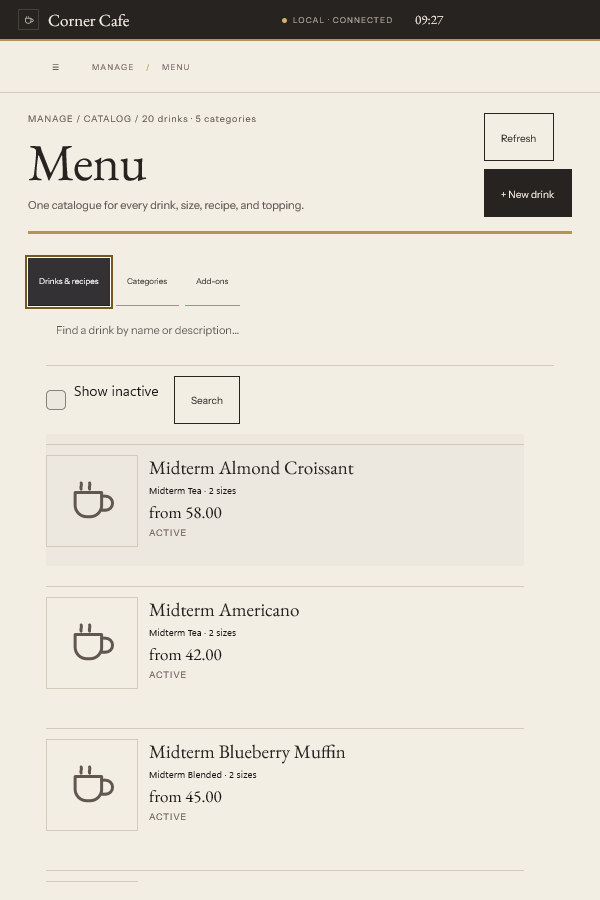 Corner Cafe
LOCAL · CONNECTED
09:27
☰
MANAGE / MENU
MANAGE / CATALOG / 20 drinks · 5 categories
Menu
One catalogue for every drink, size, recipe, and topping.
Refresh
+ New drink
Drinks & recipes
Categories
Add-ons
Find a drink by name or description...
Show inactive
Search
Midterm Almond Croissant
Midterm Tea · 2 sizes
from 58.00
ACTIVE
Midterm Americano
Midterm Tea · 2 sizes
from 42.00
ACTIVE
Midterm Blueberry Muffin
Midterm Blended · 2 sizes
from 45.00
ACTIVE